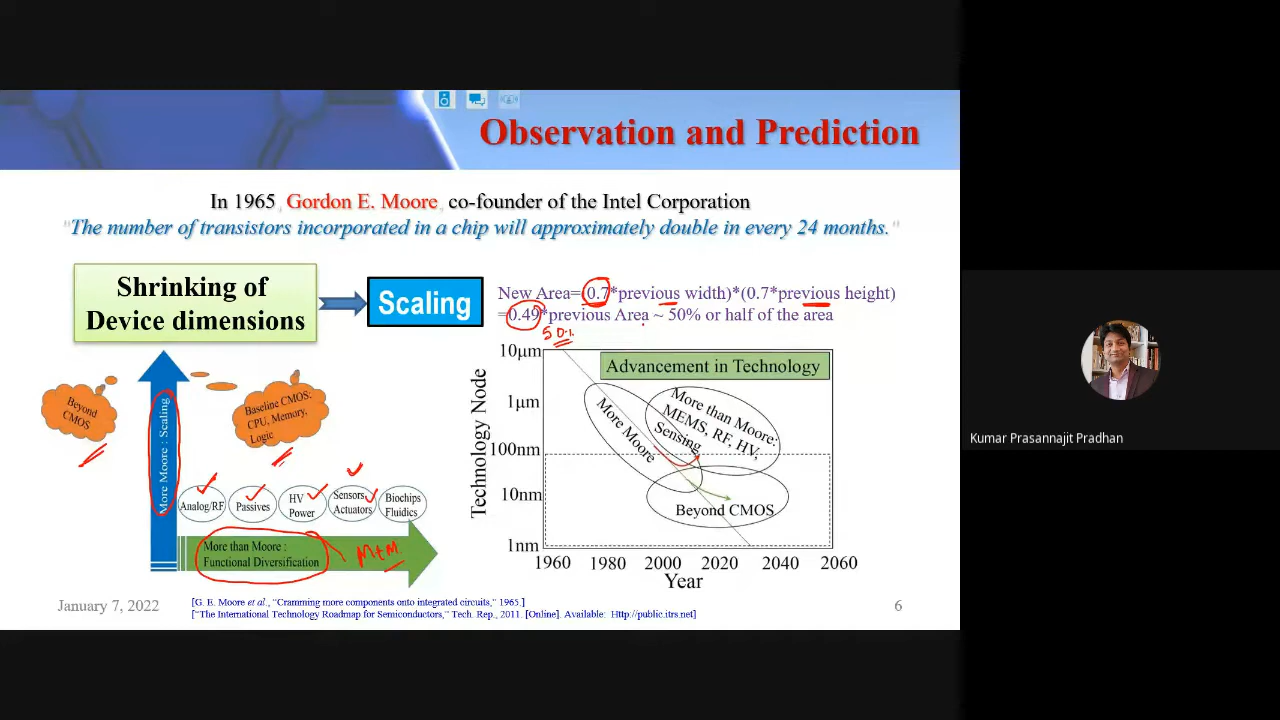 Observation and Prediction
In 1965, Gordon E. Moore, co-founder of the Intel Corporation
"The number of transistors incorporated in a chip will approximately double in every 24 months."
Shrinking of
Device dimensions
Scaling
New Area= (0.7*previous width)*(0.7*previous height)
=0.49*previous Area ~ 50% or half of the area
50%
Beyond
CMOS
Baseline CMOS:
CPU, Memory,
Logic
More Moore : Scaling
Analog/RF
Passives
HV
Power
Sensors
Actuators
Biochips
Fluidics
More than Moore :
Functional Diversification
MtM
Advancement in Technology
Technology Node
10μm
1μm
100nm
10nm
1nm
More Moore
More than Moore:
MEMS, RF, HV,
Sensing
Beyond CMOS
1960 1980 2000 2020 2040 2060
Year
[G. E. Moore et al., "Cramming more components onto integrated circuits," 1965.]
["The International Technology Roadmap for Semiconductors," Tech. Rep., 2011. [Online]. Available: Http://public.itrs.net]
January 7, 2022
6
Kumar Prasannajit Pradhan